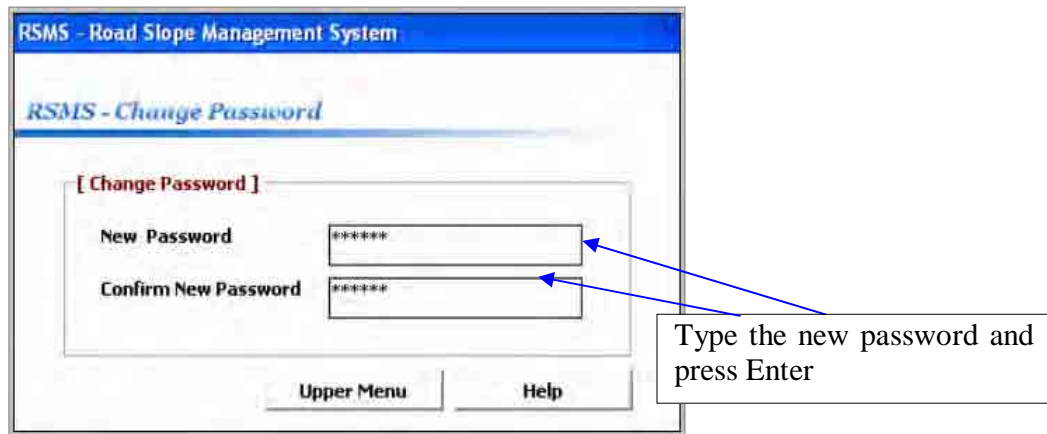 RSMS - Road Slope Management System
RSMS - Change Password
[ Change Password ]
New Password ******
Confirm New Password ******
Type the new password and
press Enter
Upper Menu Help